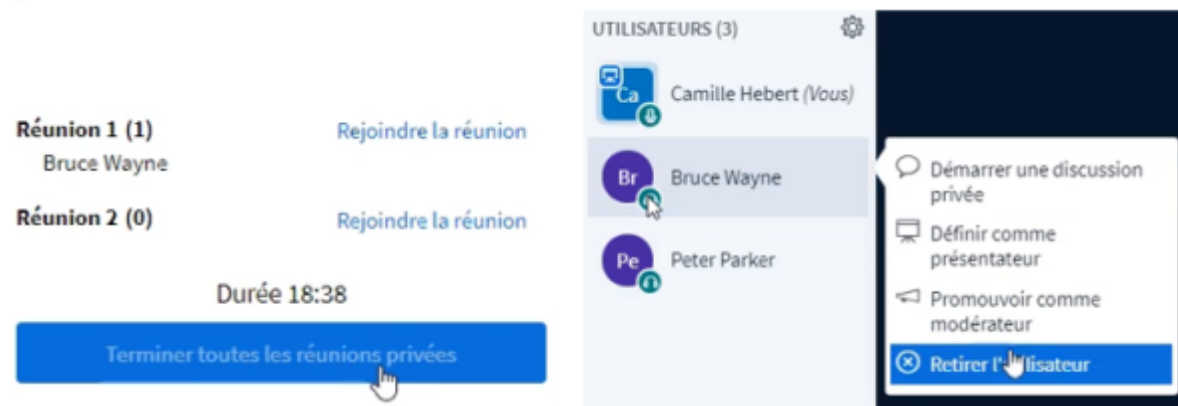 Réunion 1 (1)
Rejoindre la réunion
Bruce Wayne
Réunion 2 (0)
Rejoindre la réunion
Durée 18:38
Terminer toutes les réunions privées
UTILISATEURS (3)
Ca
Camille Hebert (Vous)
Br
Bruce Wayne
Pe
Peter Parker
Démarrer une discussion
privée
Définir comme
présentateur
Promouvoir comme
modérateur
Retirer